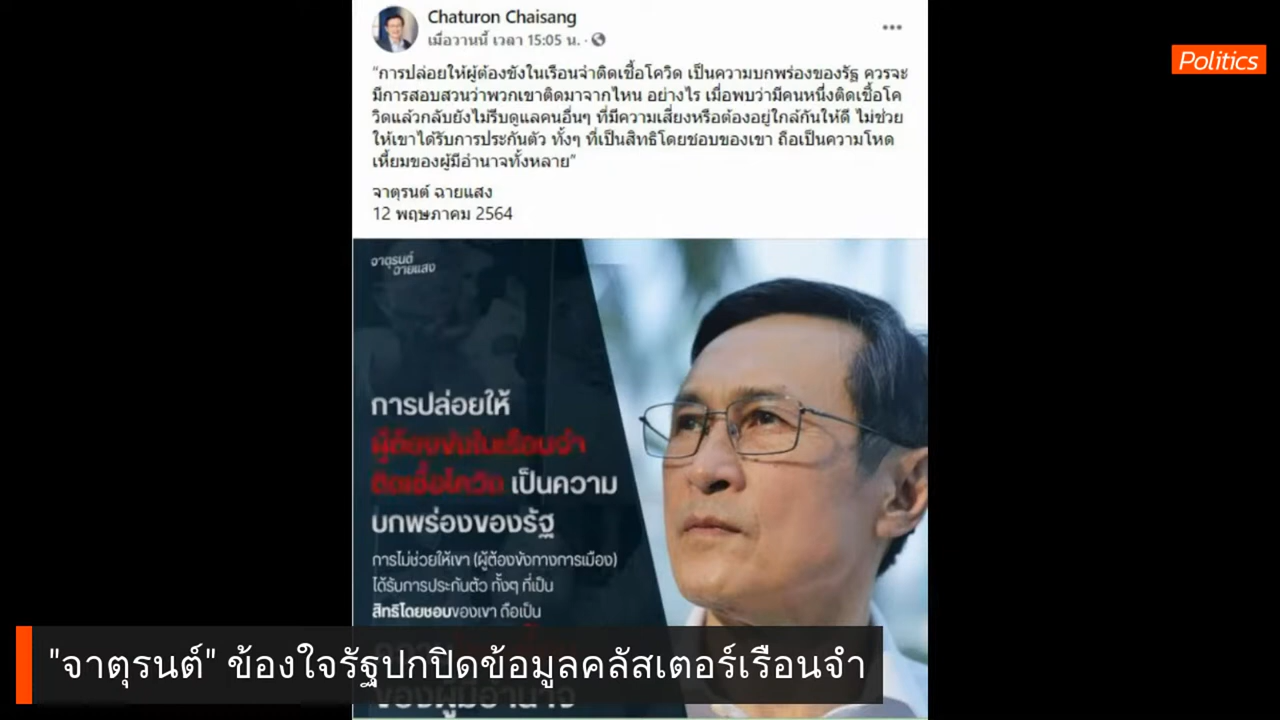 Chaturon Chaisang
เมื่อวานนี้ เวลา 15:05 น. ·
Politics
“การปล่อยให้ผู้ต้องขังในเรือนจำติดเชื้อโควิด เป็นความบกพร่องของรัฐ ควรจะ
มีการสอบสวนว่าพวกเขาติดมาจากไหน อย่างไร เมื่อพบว่ามีคนหนึ่งติดเชื้อโค
วิดแล้วกลับยังไม่รีบดูแลคนอื่นๆ ที่มีความเสี่ยงหรือต้องอยู่ใกล้กันให้ดี ไม่ช่วย
ให้เขาได้รับการประกันตัว ทั้งๆ ที่เป็นสิทธิโดยชอบของเขา ถือเป็นความโหด
เหี้ยมของผู้มีอำนาจทั้งหลาย”
จาตุรนต์ ฉายแสง
12 พฤษภาคม 2564
จาตุรนต์
ฉายแสง
การปล่อยให้
ผู้ต้องขังในเรือนจำ
ติดเชื้อโควิด เป็นความ
บกพร่องของรัฐ
การไม่ช่วยให้เขา (ผู้ต้องขังทางการเมือง)
ได้รับการประกันตัว ทั้งๆ ที่เป็น
สิทธิโดยชอบของเขา ถือเป็น
"จาตุรนต์" ข้องใจรัฐปกปิดข้อมูลคลัสเตอร์เรือนจำ
ของผู้มีอำนาจ